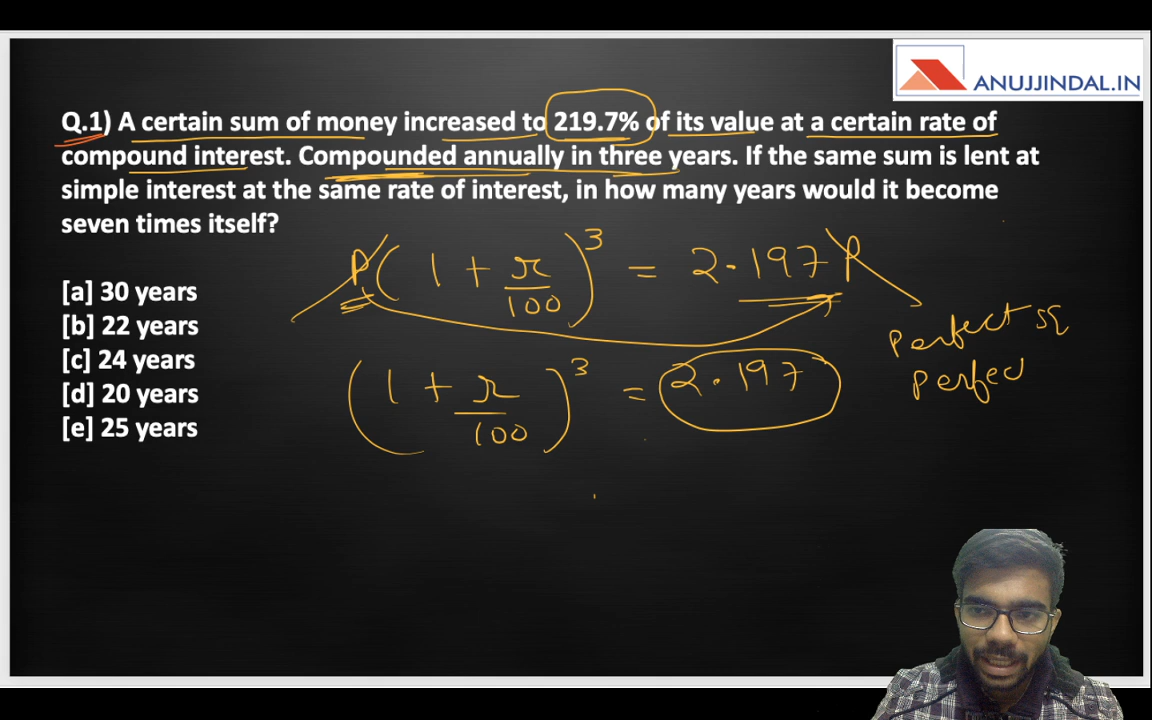 ANUJJINDAL.IN
Q.1) A certain sum of money increased to 219.7% of its value at a certain rate of
compound interest. Compounded annually in three years. If the same sum is lent at
simple interest at the same rate of interest, in how many years would it become
seven times itself?
P(1 + r/100)^3 = 2.197 P
Perfect sq
Perfec
(1 + r/100)^3 = 2.197
[a] 30 years
[b] 22 years
[c] 24 years
[d] 20 years
[e] 25 years